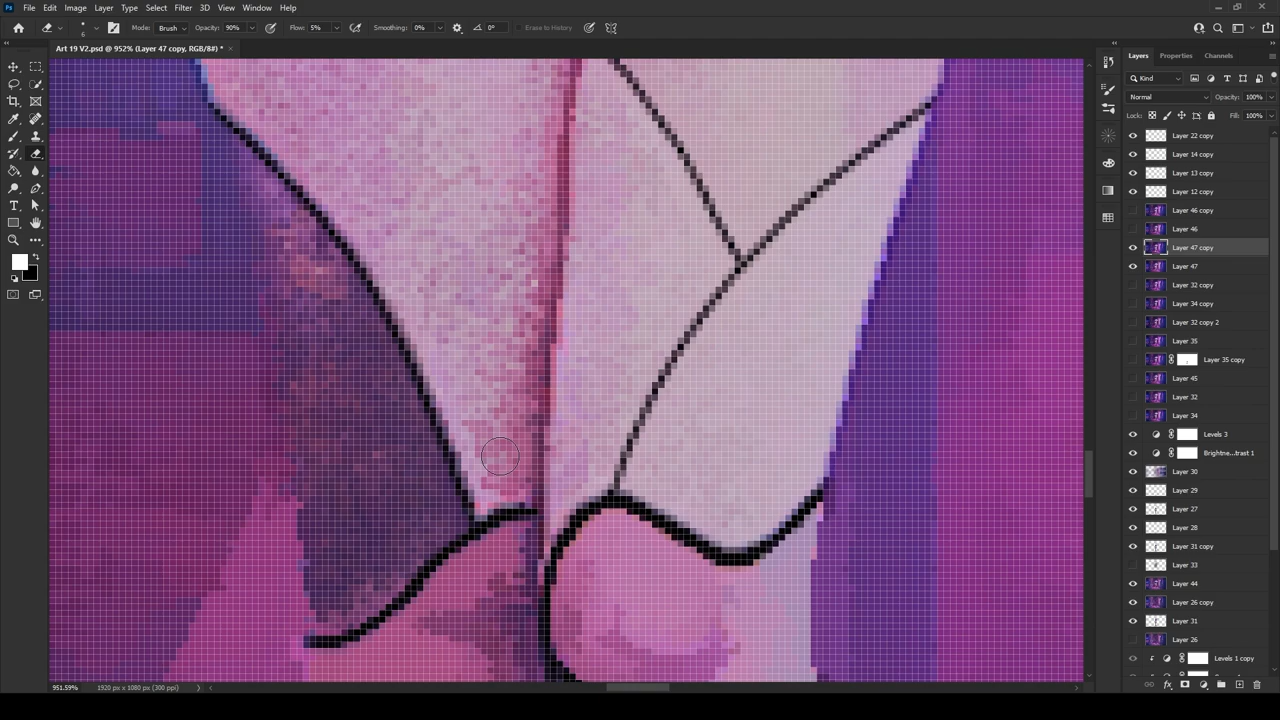 Ps File Edit Image Layer Type Select Filter 3D View Window Help
6 Mode: Brush Opacity: 90% Flow: 5% Smoothing: 0% 0° Erase to History
Art 19 V2.psd @ 952% (Layer 47 copy, RGB/8#) * ×
Layers Properties Channels
Kind
Normal Opacity: 100%
Lock: Fill: 100%
Layer 22 copy
Layer 14 copy
Layer 13 copy
Layer 12 copy
Layer 46 copy
Layer 46
Layer 47 copy
Layer 47
Layer 32 copy
Layer 34 copy
Layer 32 copy 2
Layer 35
Layer 35 copy
Layer 45
Layer 32
Layer 34
Levels 3
Brightne...trast 1
Layer 30
Layer 29
Layer 27
Layer 28
Layer 31 copy
Layer 33
Layer 44
Layer 26 copy
Layer 31
Layer 26
Levels 1 copy
951.59% 1920 px x 1080 px (300 ppi)